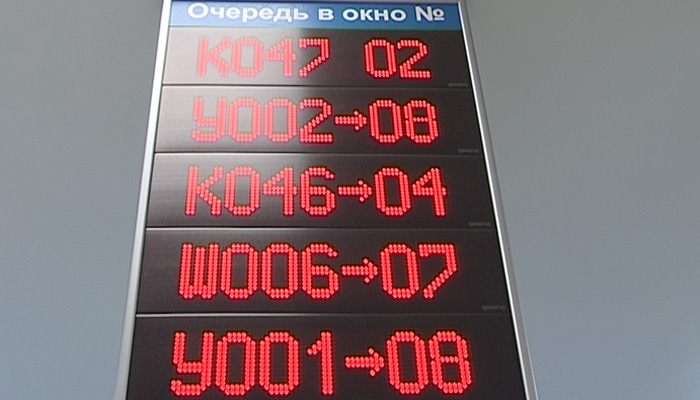 Очередь в окно №
К047 02
У002→08
К046→04
Ш006→07
У001→08